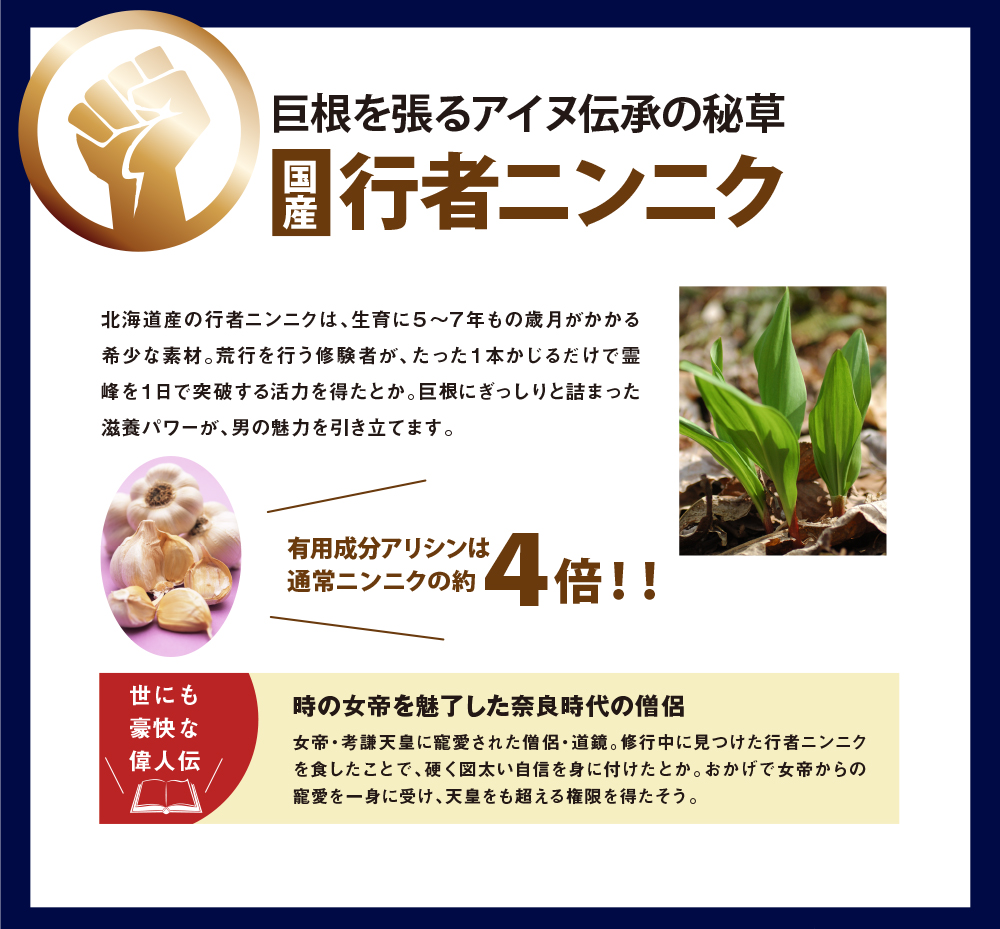 巨根を張るアイヌ伝承の秘草
国産
行者ニンニク
北海道産の行者ニンニクは、生育に5〜7年もの歳月がかかる
希少な素材。荒行を行う修験者が、たった1本かじるだけで霊
峰を1日で突破する活力を得たとか。巨根にぎっしりと詰まった
滋養パワーが、男の魅力を引き立てます。
有用成分アリシンは
通常ニンニクの約4倍！！
世にも
豪快な
偉人伝
時の女帝を魅了した奈良時代の僧侶
女帝・考謙天皇に寵愛された僧侶・道鏡。修行中に見つけた行者ニンニク
を食したことで、硬く図太い自信を身に付けたとか。おかげで女帝からの
寵愛を一身に受け、天皇をも超える権限を得たそう。